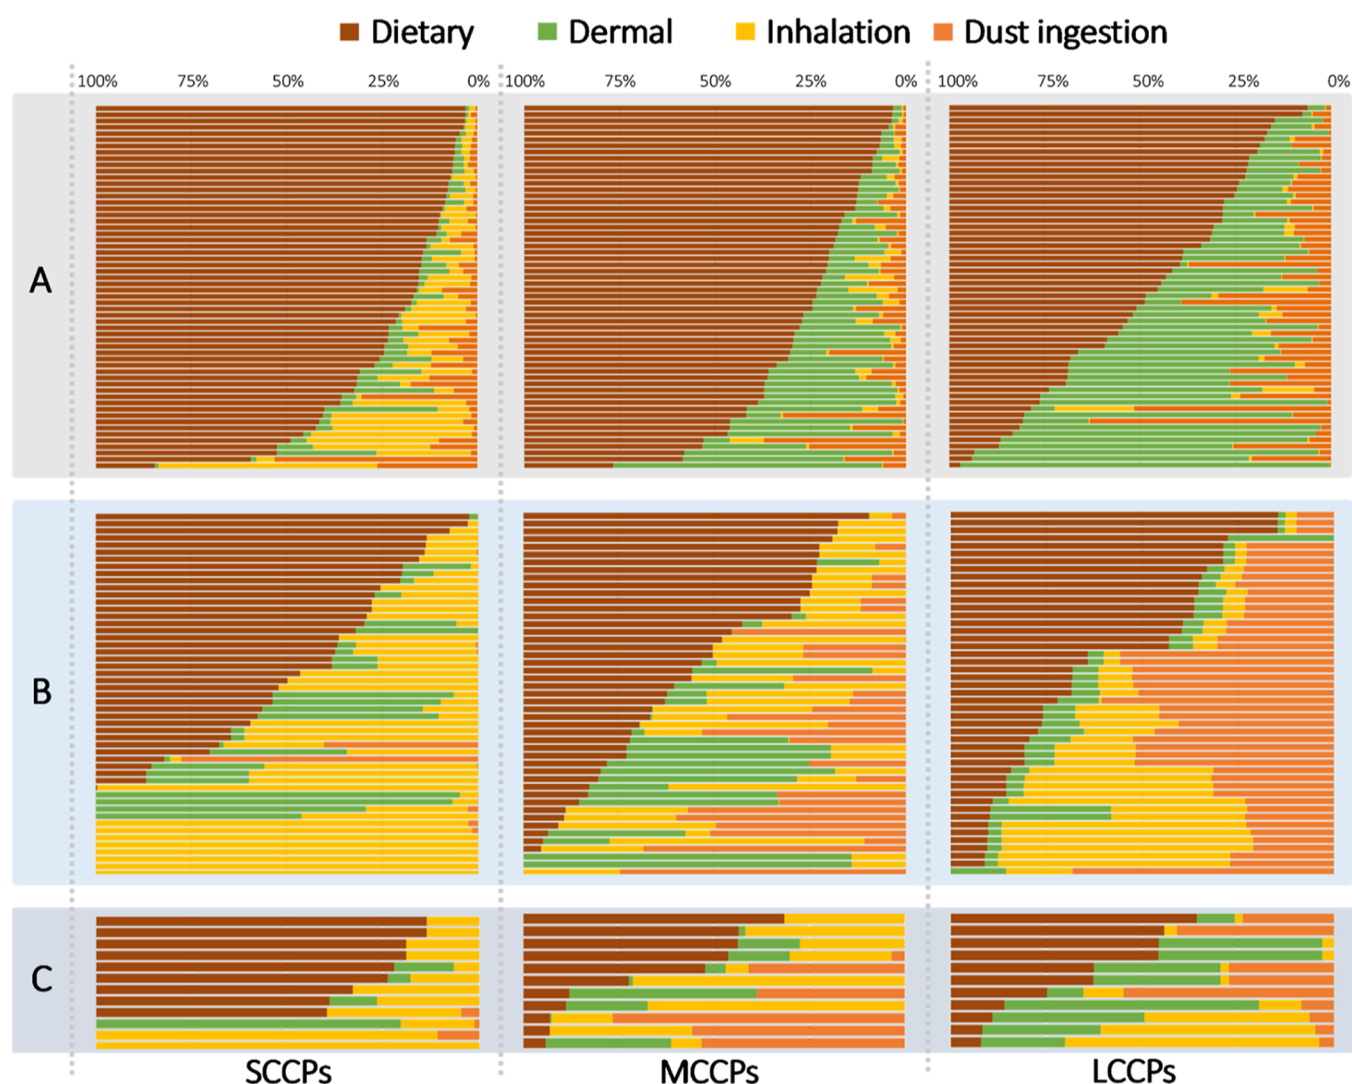 Dietary Dermal Inhalation Dust ingestion
100% 75% 50% 25% 0% 100% 75% 50% 25% 0% 100% 75% 50% 25% 0%
A
B
C
SCCPs MCCPs LCCPs